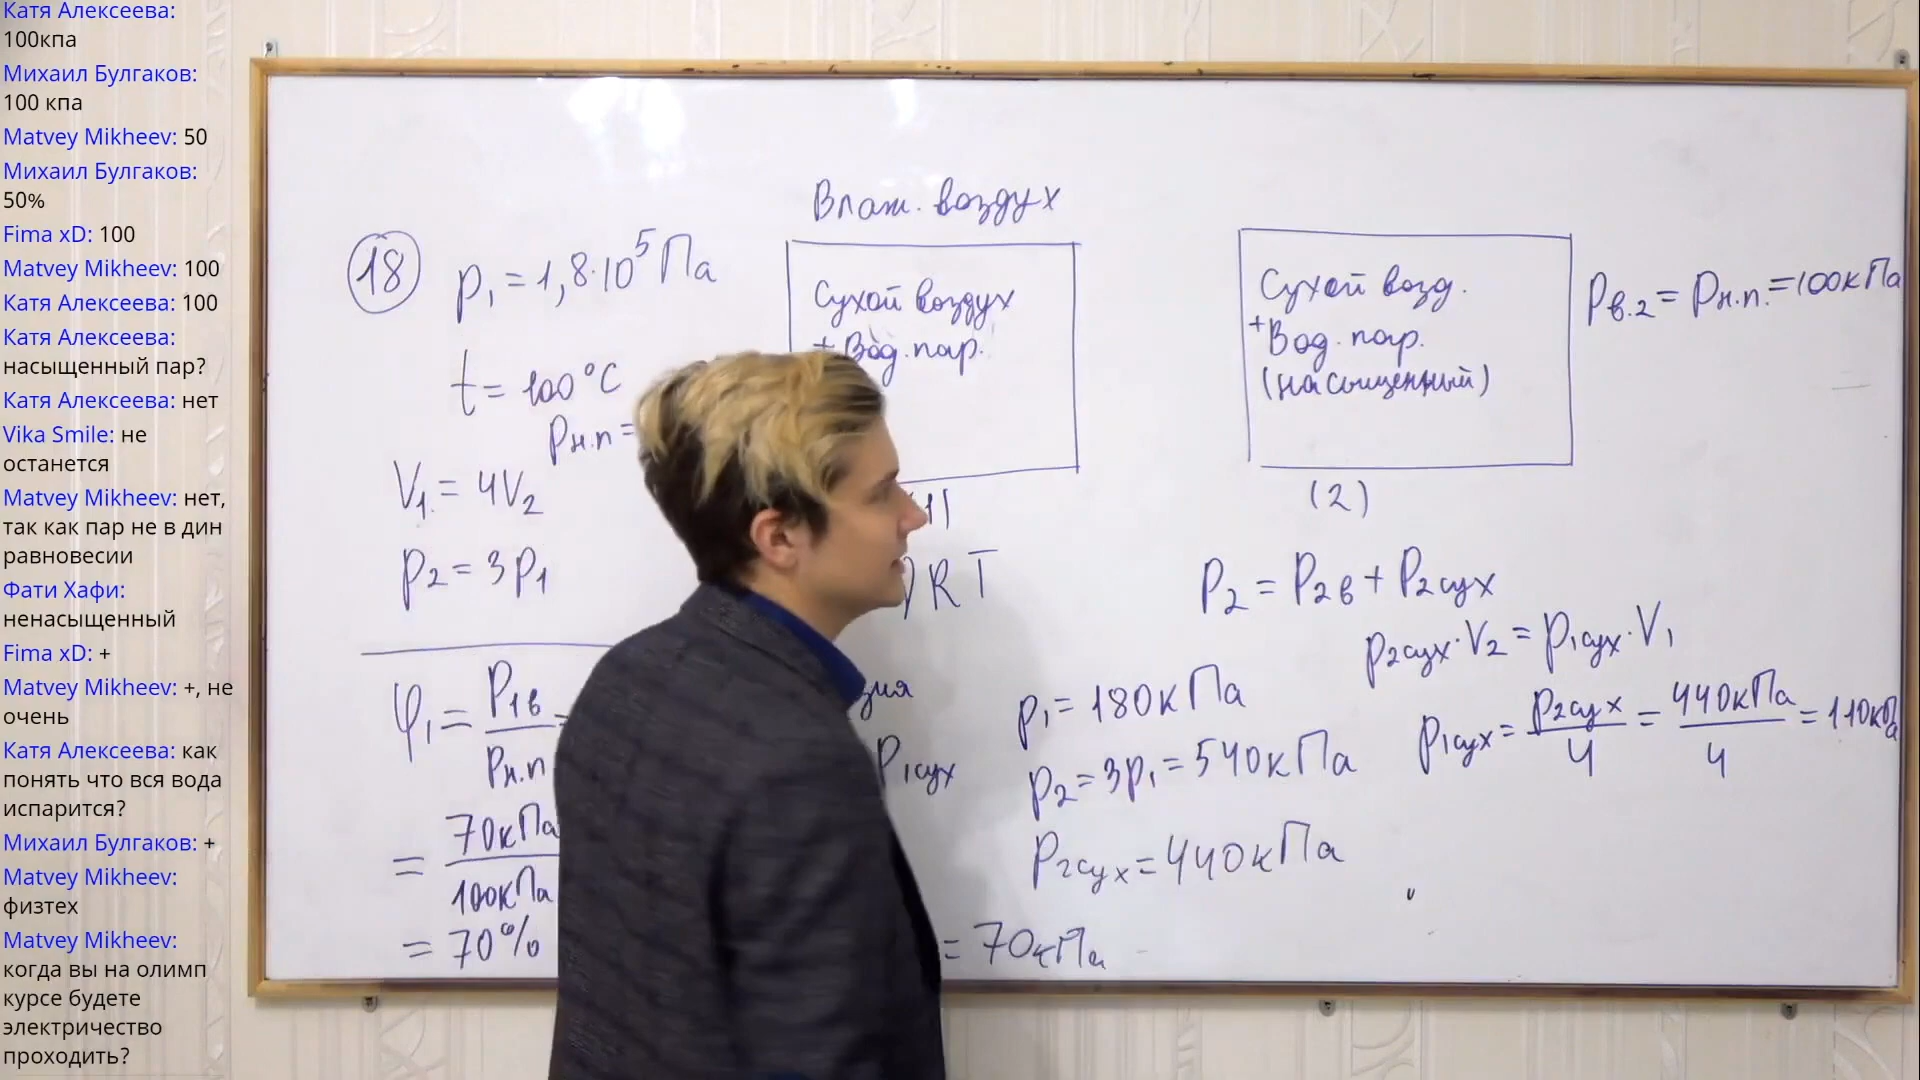 Катя Алексеева:
100кпа
Михаил Булгаков:
100 кпа
Matvey Mikheev: 50
Михаил Булгаков:
50%
Fima xD: 100
Matvey Mikheev: 100
Катя Алексеева: 100
Катя Алексеева:
насыщенный пар?
Катя Алексеева: нет
Vika Smile: не
останется
Matvey Mikheev: нет,
так как пар не в дин
равновесии
Фати Хафи:
ненасыщенный
Fima xD: +
Matvey Mikheev: +, не
очень
Катя Алексеева: как
понять что вся вода
испарится?
Михаил Булгаков: +
Matvey Mikheev:
физтех
Matvey Mikheev:
когда вы на олимп
курсе будете
электричество
проходить?
18
p₁ = 1,8·10⁵ Па
t = 100°C
Pн.п =
V₁ = 4V₂
p₂ = 3p₁
φ₁ = P₁в / Pн.п =
= 70кПа / 100кПа
= 70%
Влаж. воздух
Сухой воздух
+ Вод. пар.
RT
P₁сух
= 70кПа
p₁ = 180кПа
p₂ = 3p₁ = 540кПа
P₂сух = 440кПа
Сухой возд.
+ Вод. пар.
(насыщенный)
(2)
Pв.2 = Pн.п. = 100кПа
P₂ = P₂в + P₂сух
p₂сух·V₂ = p₁сух·V₁
p₁сух = p₂сух / 4 = 440кПа / 4 = 110кПа